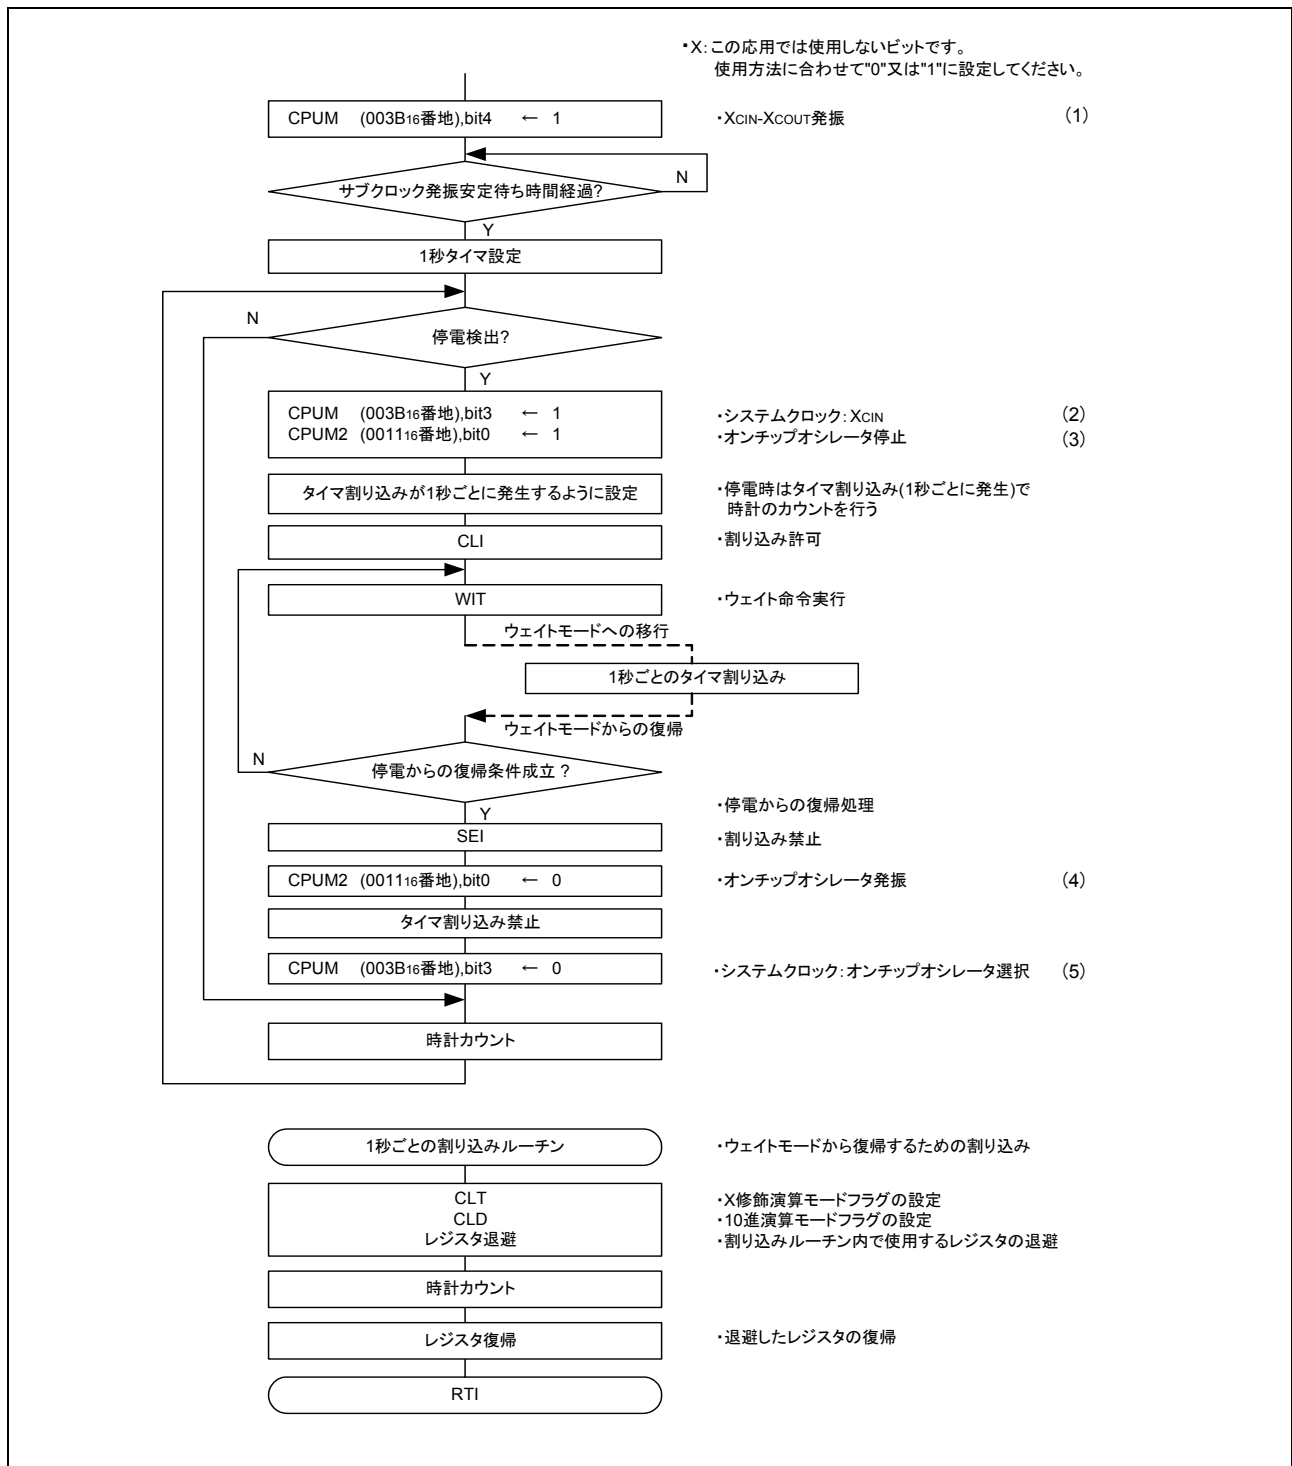 ・X：この応用では使用しないビットです。
使用方法に合わせて"0"又は"1"に設定してください。
CPUM (003B16番地),bit4 ← 1 ・XCIN-XCOUT発振 (1)
サブクロック発振安定待ち時間経過?
N
Y
1秒タイマ設定
N
停電検出?
Y
CPUM (003B16番地),bit3 ← 1 ・システムクロック：XCIN (2)
CPUM2 (001116番地),bit0 ← 1 ・オンチップオシレータ停止 (3)
タイマ割り込みが1秒ごとに発生するように設定 ・停電時はタイマ割り込み(1秒ごとに発生)で
時計のカウントを行う
CLI ・割り込み許可
WIT ・ウェイト命令実行
ウェイトモードへの移行
1秒ごとのタイマ割り込み
ウェイトモードからの復帰
N
停電からの復帰条件成立？
・停電からの復帰処理
Y
SEI ・割り込み禁止
CPUM2 (001116番地),bit0 ← 0 ・オンチップオシレータ発振 (4)
タイマ割り込み禁止
CPUM (003B16番地),bit3 ← 0 ・システムクロック：オンチップオシレータ選択 (5)
時計カウント
1秒ごとの割り込みルーチン ・ウェイトモードから復帰するための割り込み
CLT ・X修飾演算モードフラグの設定
CLD ・10進演算モードフラグの設定
レジスタ退避 ・割り込みルーチン内で使用するレジスタの退避
時計カウント
レジスタ復帰 ・退避したレジスタの復帰
RTI